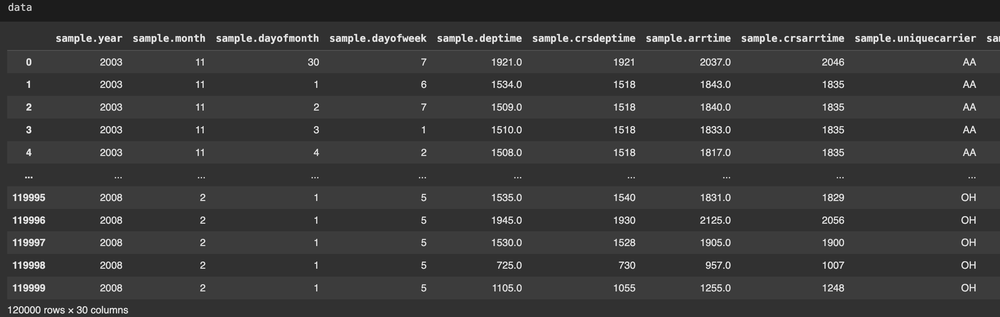 data
sample.year sample.month sample.dayofmonth sample.dayofweek sample.deptime sample.crsdeptime sample.arrtime sample.crsarrtime sample.uniquecarrier
0 2003 11 30 7 1921.0 1921 2037.0 2046 AA
1 2003 11 1 6 1534.0 1518 1843.0 1835 AA
2 2003 11 2 7 1509.0 1518 1840.0 1835 AA
3 2003 11 3 1 1510.0 1518 1833.0 1835 AA
4 2003 11 4 2 1508.0 1518 1817.0 1835 AA
... ... ... ... ... ... ... ... ... ...
119995 2008 2 1 5 1535.0 1540 1831.0 1829 OH
119996 2008 2 1 5 1945.0 1930 2125.0 2056 OH
119997 2008 2 1 5 1530.0 1528 1905.0 1900 OH
119998 2008 2 1 5 725.0 730 957.0 1007 OH
119999 2008 2 1 5 1105.0 1055 1255.0 1248 OH
120000 rows × 30 columns